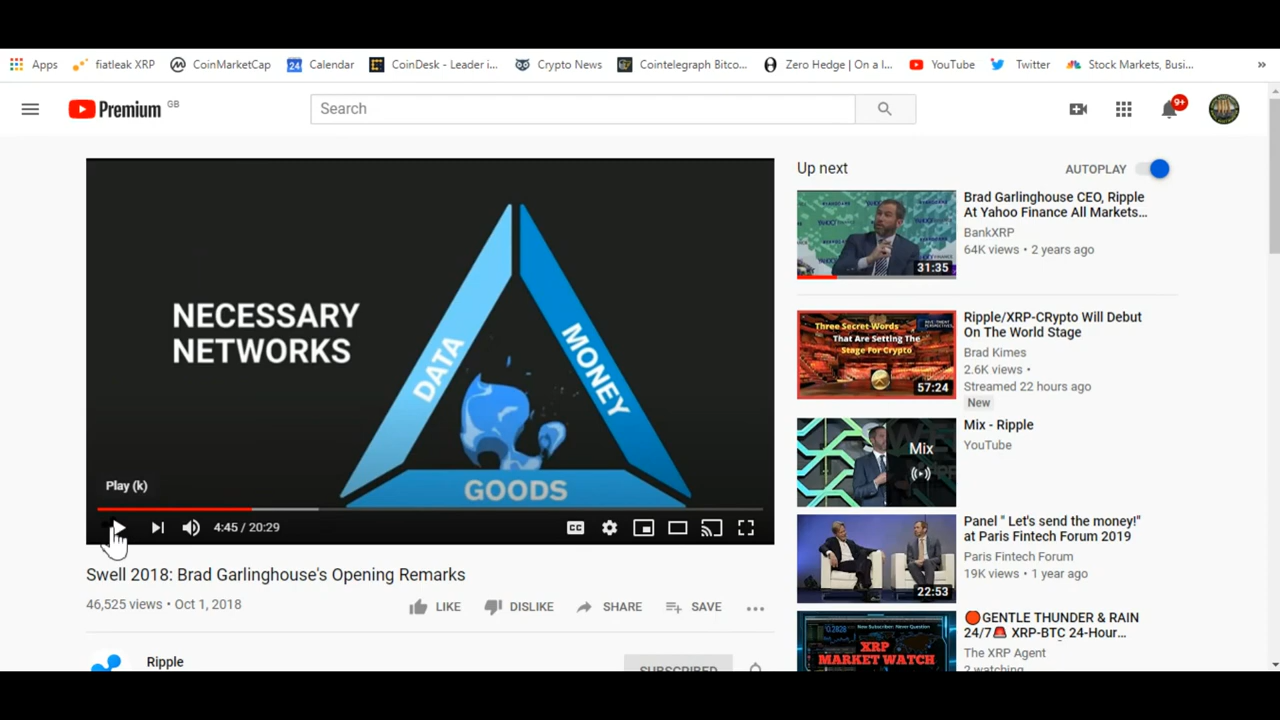 Apps
fiatleak XRP
CoinMarketCap
24
Calendar
CoinDesk - Leader i...
Crypto News
Cointelegraph Bitco...
Zero Hedge | On a l...
YouTube
Twitter
Stock Markets, Busi...
»
Premium GB
Search
9+
NECESSARY
NETWORKS
DATA
MONEY
GOODS
Play (k)
4:45 / 20:29
CC
Swell 2018: Brad Garlinghouse's Opening Remarks
46,525 views • Oct 1, 2018
LIKE
DISLIKE
SHARE
SAVE
Ripple
SUBSCRIBED
Up next
AUTOPLAY
31:35
Brad Garlinghouse CEO, Ripple
At Yahoo Finance All Markets...
BankXRP
64K views • 2 years ago
Three Secret Words
That Are Setting The
Stage For Crypto
57:24
Ripple/XRP-CRypto Will Debut
On The World Stage
Brad Kimes
2.6K views •
Streamed 22 hours ago
New
Mix
Mix - Ripple
YouTube
22:53
Panel " Let's send the money!"
at Paris Fintech Forum 2019
Paris Fintech Forum
19K views • 1 year ago
XRP
MARKET WATCH
🔴GENTLE THUNDER & RAIN
24/7🚨 XRP-BTC 24-Hour...
The XRP Agent
2 watching